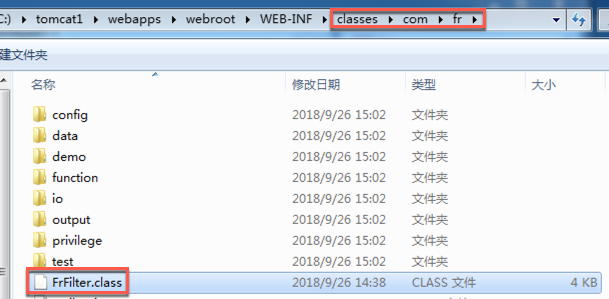 C:) ▸ tomcat1 ▸ webapps ▸ webroot ▸ WEB-INF ▸ classes ▸ com ▸ fr ▸
建文件夹
名称 修改日期 类型 大小
config 2018/9/26 15:02 文件夹
data 2018/9/26 15:02 文件夹
demo 2018/9/26 15:02 文件夹
function 2018/9/26 15:02 文件夹
io 2018/9/26 15:02 文件夹
output 2018/9/26 15:02 文件夹
privilege 2018/9/26 15:02 文件夹
test 2018/9/26 15:02 文件夹
FrFilter.class 2018/9/26 14:38 CLASS 文件 4 KB